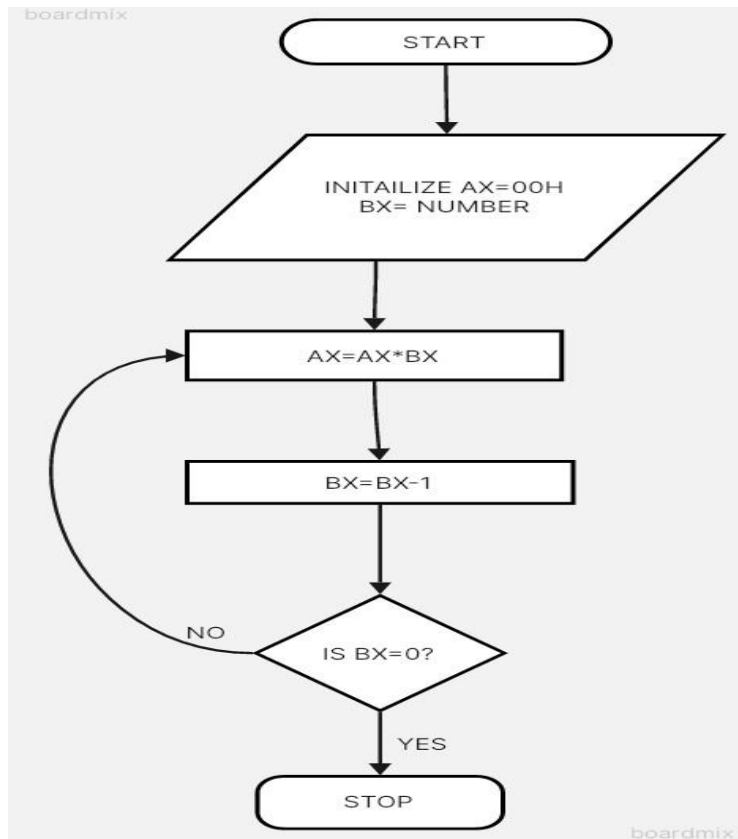 boardmix
START
INITAILIZE AX=00H
BX= NUMBER
AX=AX*BX
BX=BX-1
NO
IS BX=0?
YES
STOP
boardmix